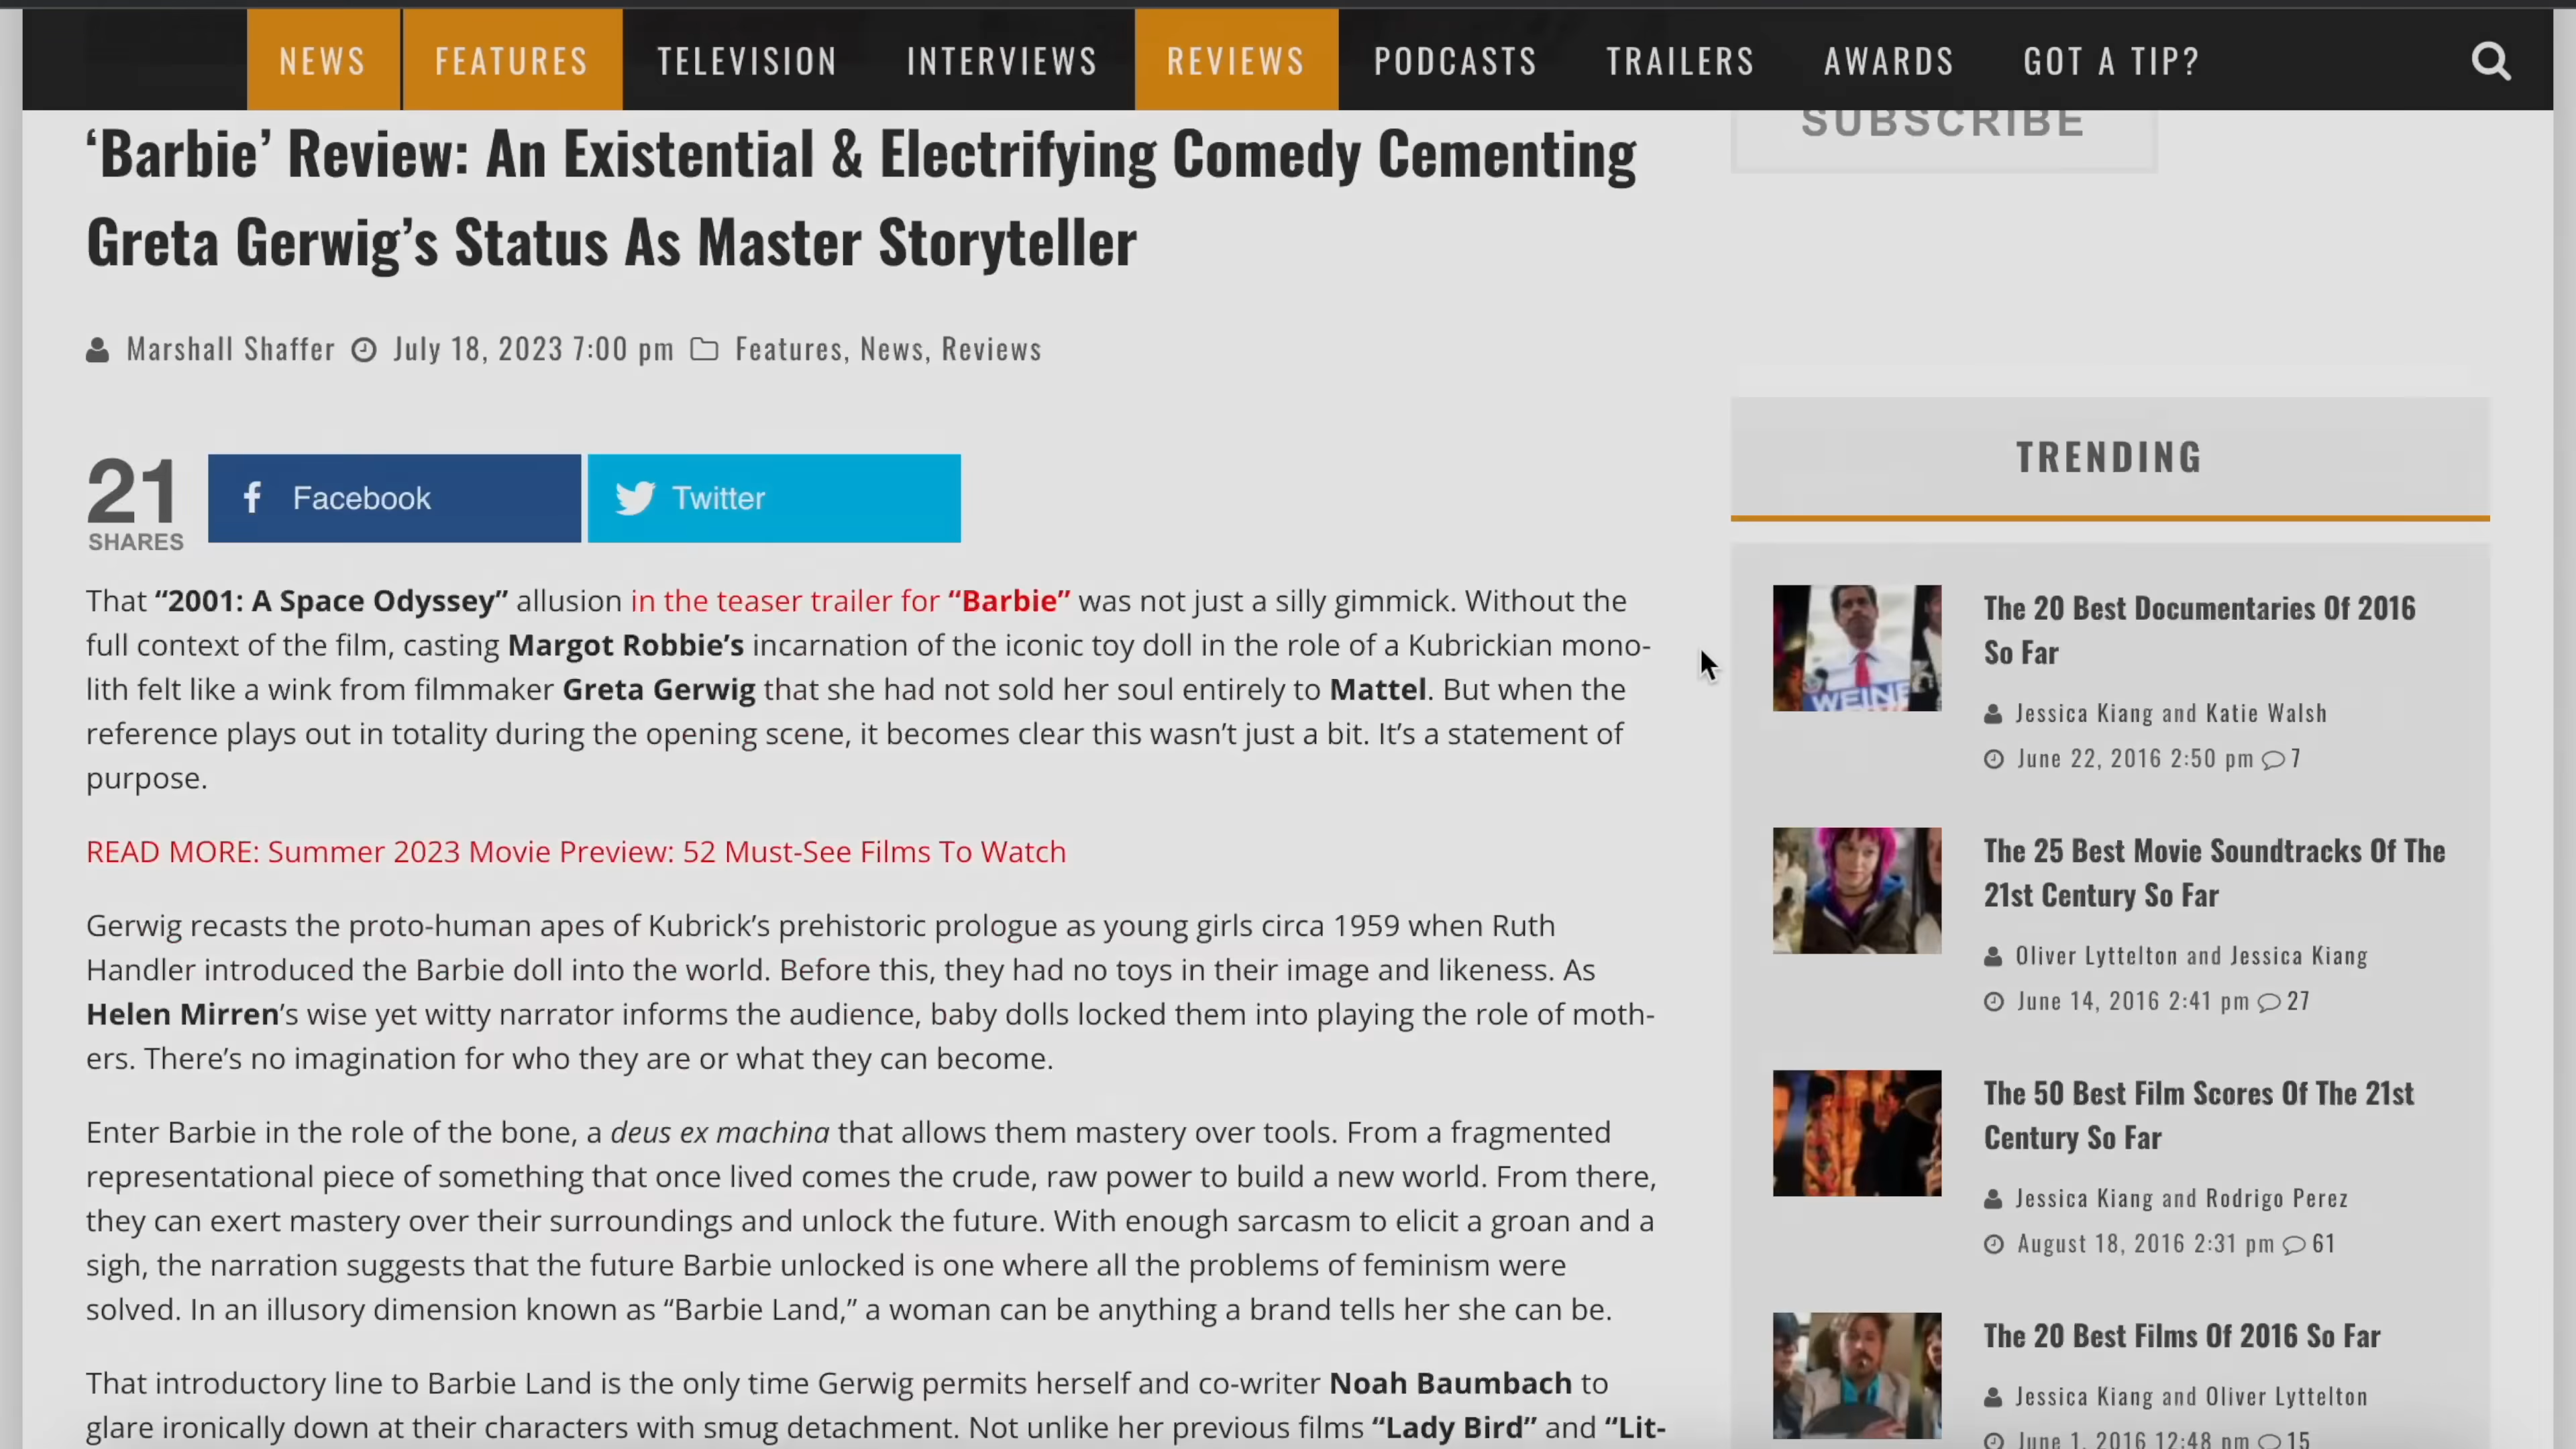 NEWS FEATURES TELEVISION INTERVIEWS REVIEWS PODCASTS TRAILERS AWARDS GOT A TIP?
SUBSCRIBE
‘Barbie’ Review: An Existential & Electrifying Comedy Cementing
Greta Gerwig’s Status As Master Storyteller
Marshall Shaffer July 18, 2023 7:00 pm Features, News, Reviews
21
SHARES
Facebook
Twitter
That “2001: A Space Odyssey” allusion in the teaser trailer for “Barbie” was not just a silly gimmick. Without the
full context of the film, casting Margot Robbie’s incarnation of the iconic toy doll in the role of a Kubrickian mono-
lith felt like a wink from filmmaker Greta Gerwig that she had not sold her soul entirely to Mattel. But when the
reference plays out in totality during the opening scene, it becomes clear this wasn’t just a bit. It’s a statement of
purpose.
READ MORE: Summer 2023 Movie Preview: 52 Must-See Films To Watch
Gerwig recasts the proto-human apes of Kubrick’s prehistoric prologue as young girls circa 1959 when Ruth
Handler introduced the Barbie doll into the world. Before this, they had no toys in their image and likeness. As
Helen Mirren’s wise yet witty narrator informs the audience, baby dolls locked them into playing the role of moth-
ers. There’s no imagination for who they are or what they can become.
Enter Barbie in the role of the bone, a deus ex machina that allows them mastery over tools. From a fragmented
representational piece of something that once lived comes the crude, raw power to build a new world. From there,
they can exert mastery over their surroundings and unlock the future. With enough sarcasm to elicit a groan and a
sigh, the narration suggests that the future Barbie unlocked is one where all the problems of feminism were
solved. In an illusory dimension known as “Barbie Land,” a woman can be anything a brand tells her she can be.
That introductory line to Barbie Land is the only time Gerwig permits herself and co-writer Noah Baumbach to
glare ironically down at their characters with smug detachment. Not unlike her previous films “Lady Bird” and “Lit-
TRENDING
WEINE
The 20 Best Documentaries Of 2016
So Far
Jessica Kiang and Katie Walsh
June 22, 2016 2:50 pm 7
The 25 Best Movie Soundtracks Of The
21st Century So Far
Oliver Lyttelton and Jessica Kiang
June 14, 2016 2:41 pm 27
The 50 Best Film Scores Of The 21st
Century So Far
Jessica Kiang and Rodrigo Perez
August 18, 2016 2:31 pm 61
The 20 Best Films Of 2016 So Far
Jessica Kiang and Oliver Lyttelton
June 1, 2016 12:48 pm 15